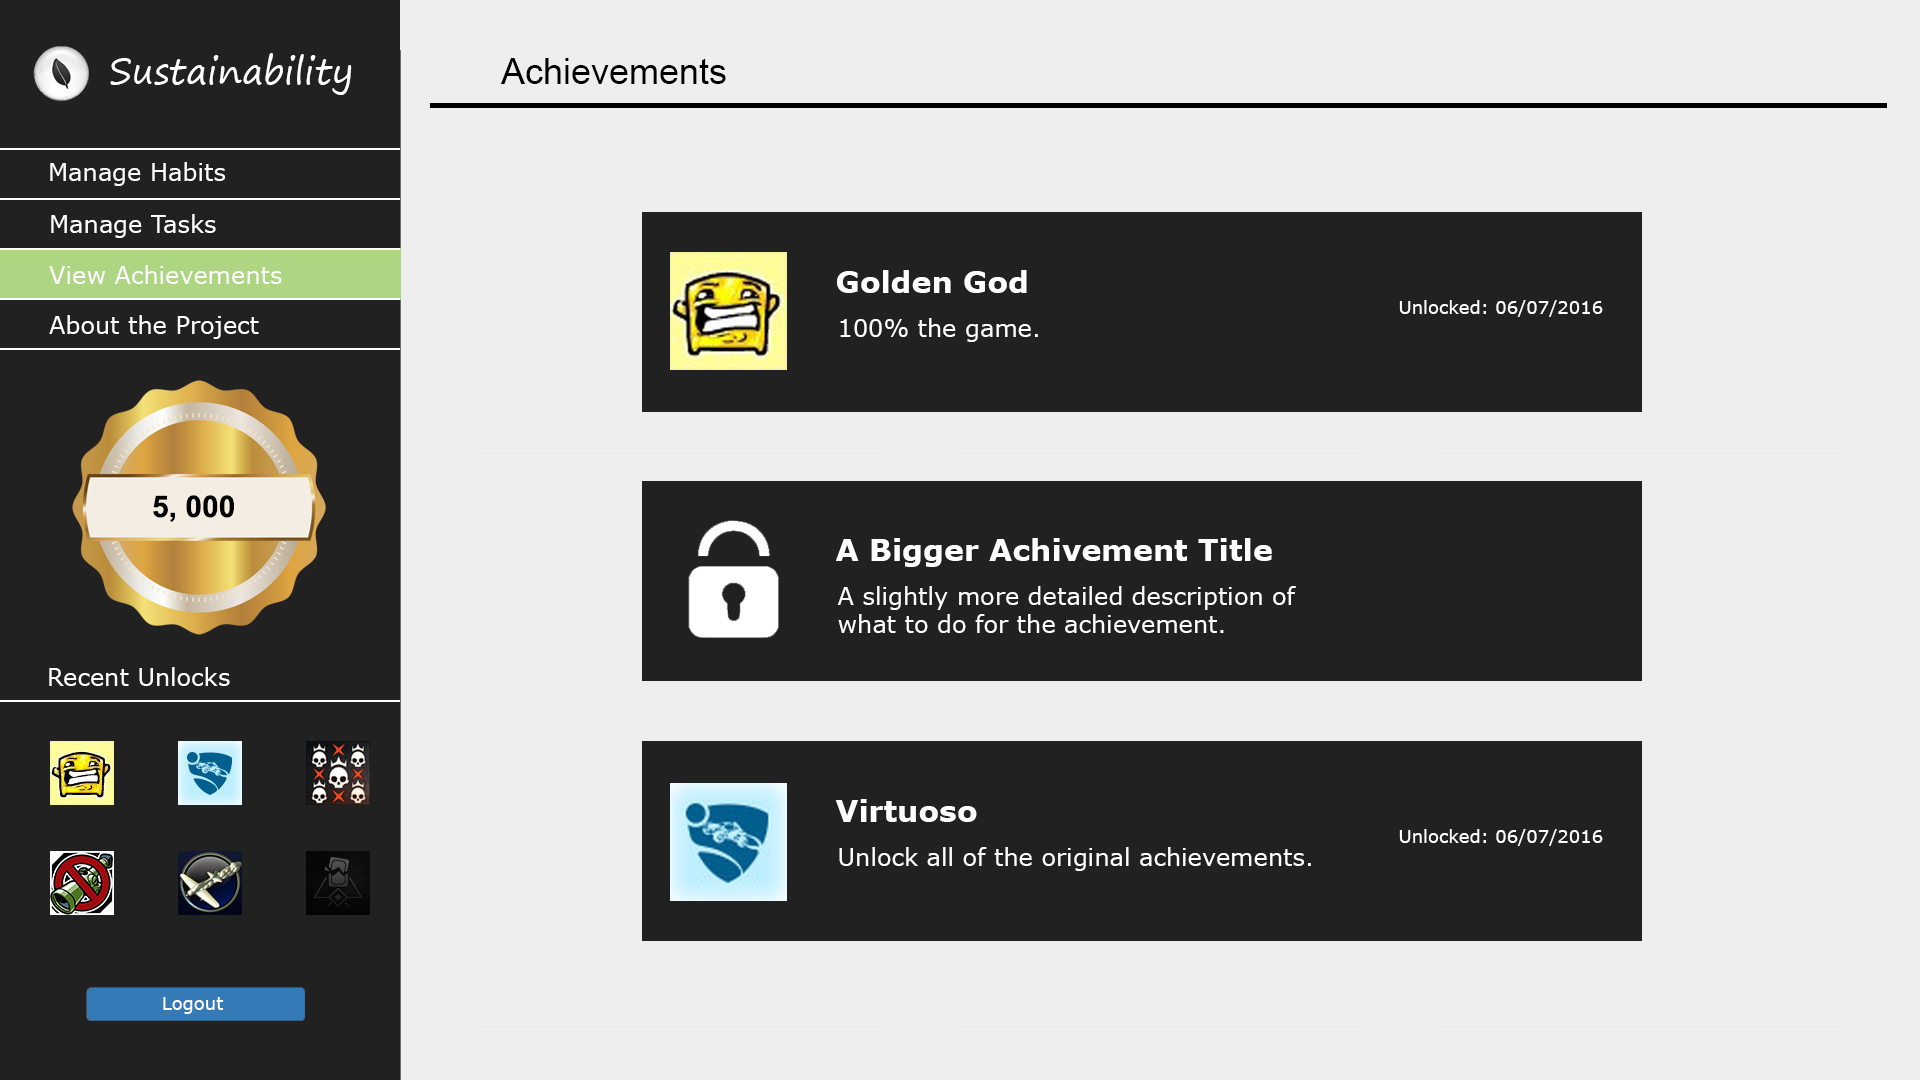 Sustainability
Manage Habits
Manage Tasks
View Achievements
About the Project
5, 000
Recent Unlocks
Logout
Achievements
Golden God
100% the game.
Unlocked: 06/07/2016
A Bigger Achivement Title
A slightly more detailed description of
what to do for the achievement.
Virtuoso
Unlock all of the original achievements.
Unlocked: 06/07/2016